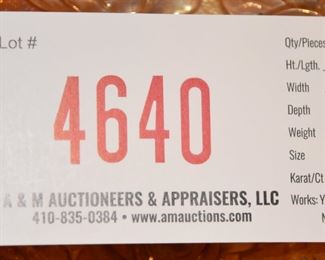 Lot #
4640
A & M AUCTIONEERS & APPRAISERS, LLC
410-835-0384 • www.amauctions.com
Qty/Pieces
Ht./Lgth.
Width
Depth
Weight
Size
Karat/Ct
Works: Y